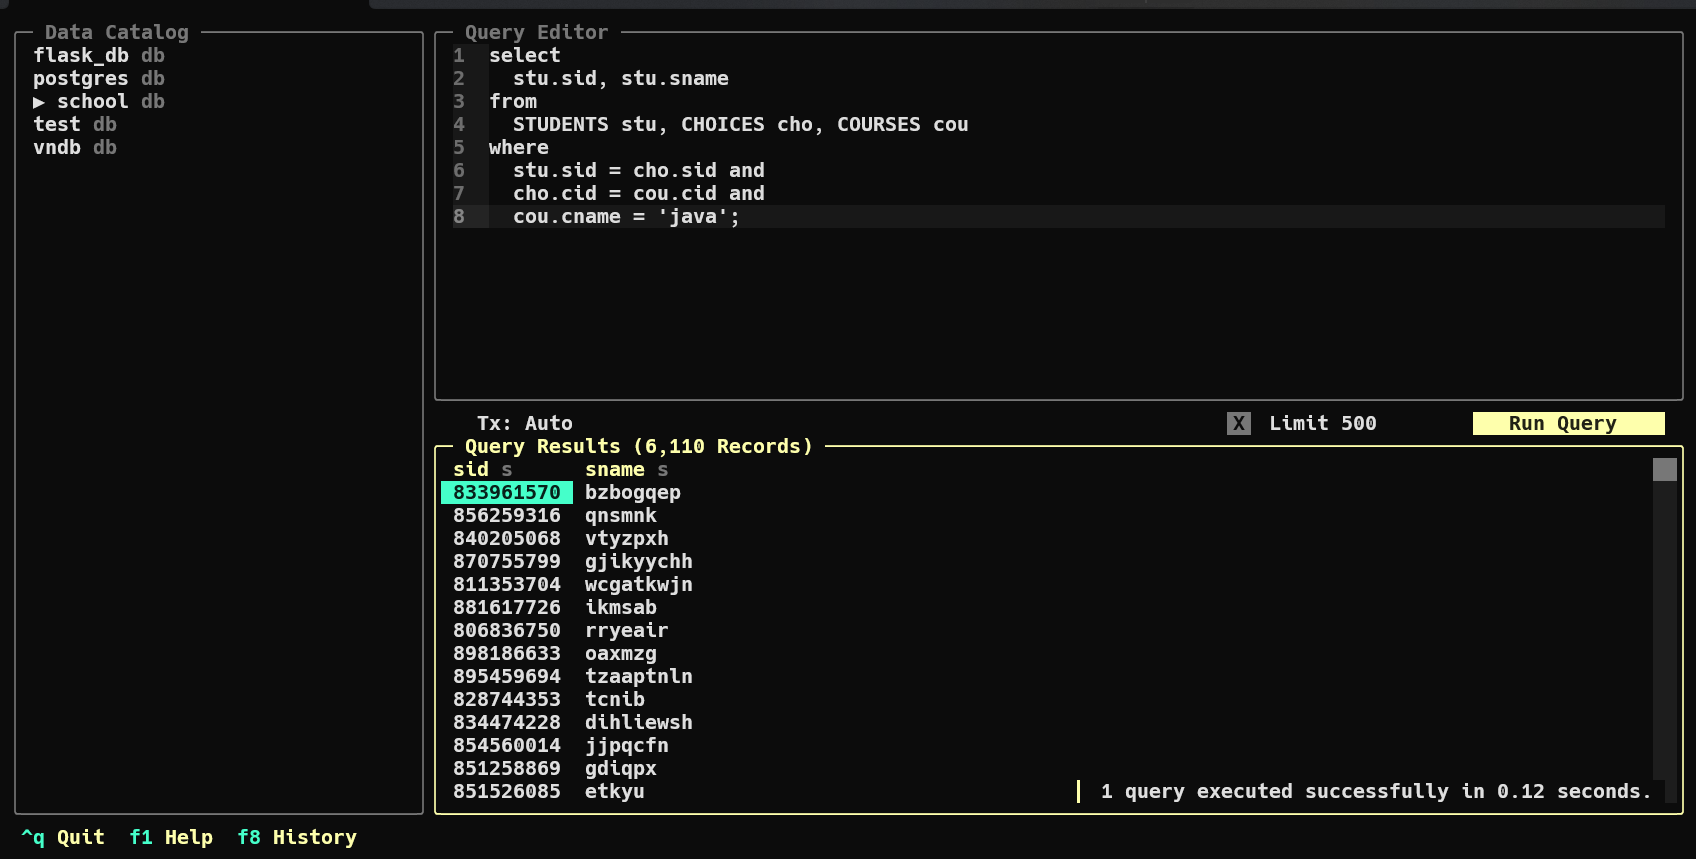 Data Catalog
flask_db db
postgres db
▶ school db
test db
vndb db
Query Editor
1 select
2   stu.sid, stu.sname
3 from
4   STUDENTS stu, CHOICES cho, COURSES cou
5 where
6   stu.sid = cho.sid and
7   cho.cid = cou.cid and
8   cou.cname = 'java';
Tx: Auto X Limit 500 Run Query
Query Results (6,110 Records)
sid s sname s
833961570 bzbogqep
856259316 qnsmnk
840205068 vtyzpxh
870755799 gjikyychh
811353704 wcgatkwjn
881617726 ikmsab
806836750 rryeair
898186633 oaxmzg
895459694 tzaaptnln
828744353 tcnib
834474228 dihliewsh
854560014 jjpqcfn
851258869 gdiqpx
851526085 etkyu
1 query executed successfully in 0.12 seconds.
^q Quit f1 Help f8 History